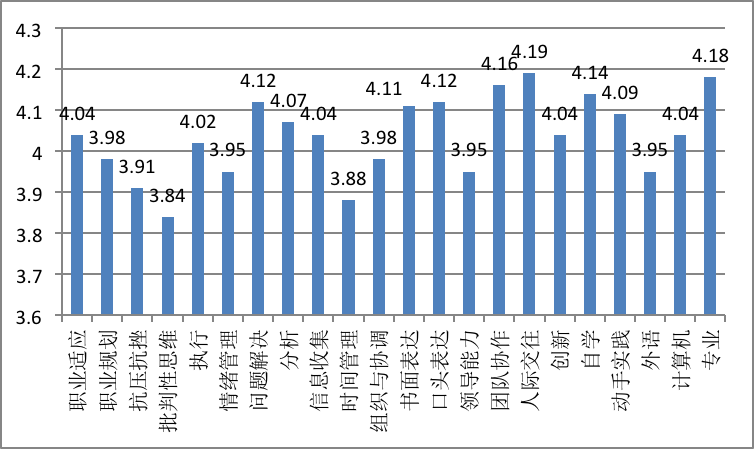 4.3
4.2
4.1
4
3.9
3.8
3.7
3.6
4.04
3.98
3.91
3.84
4.02
3.95
4.12
4.07
4.04
3.88
3.98
4.11
4.12
3.95
4.16
4.19
4.04
4.14
4.09
3.95
4.04
4.18
职业适应
职业规划
抗压抗挫
批判性思维
执行
情绪管理
问题解决
分析
信息收集
时间管理
组织与协调
书面表达
口头表达
领导能力
团队协作
人际交往
创新
自学
动手实践
外语
计算机
专业